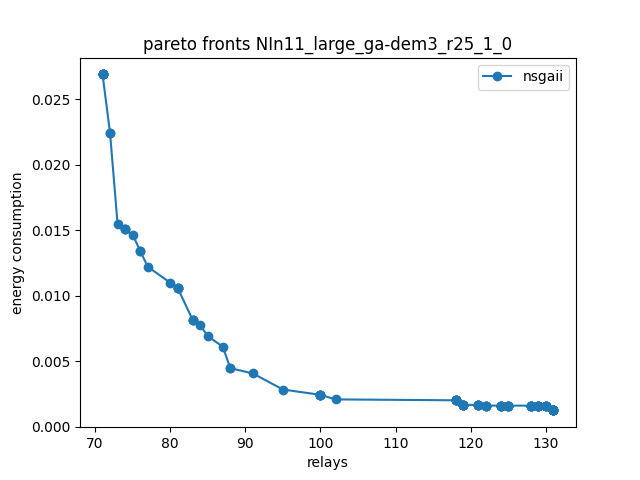 pareto fronts NIn11_large_ga-dem3_r25_1_0
nsgaii
energy consumption
0.025
0.020
0.015
0.010
0.005
0.000
70 80 90 100 110 120 130
relays